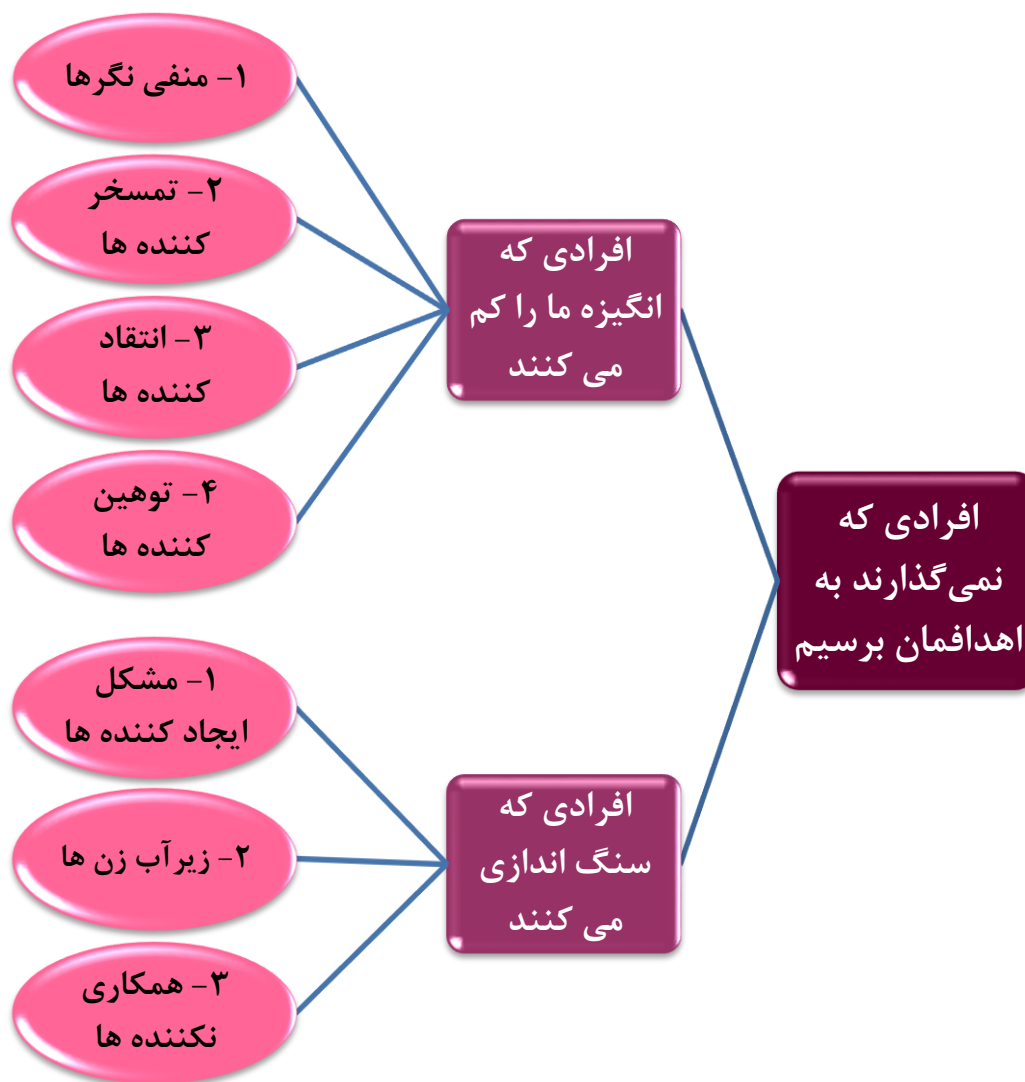 افرادی که
نمی‌گذارند به
اهدافمان برسیم
افرادی که
انگیزه ما را کم
می کنند
۱- منفی نگرها
۲- تمسخر
کننده ها
۳- انتقاد
کننده ها
۴- توهین
کننده ها
افرادی که
سنگ اندازی
می کنند
۱- مشکل
ایجاد کننده ها
۲- زیرآب زن ها
۳- همکاری
نکننده ها